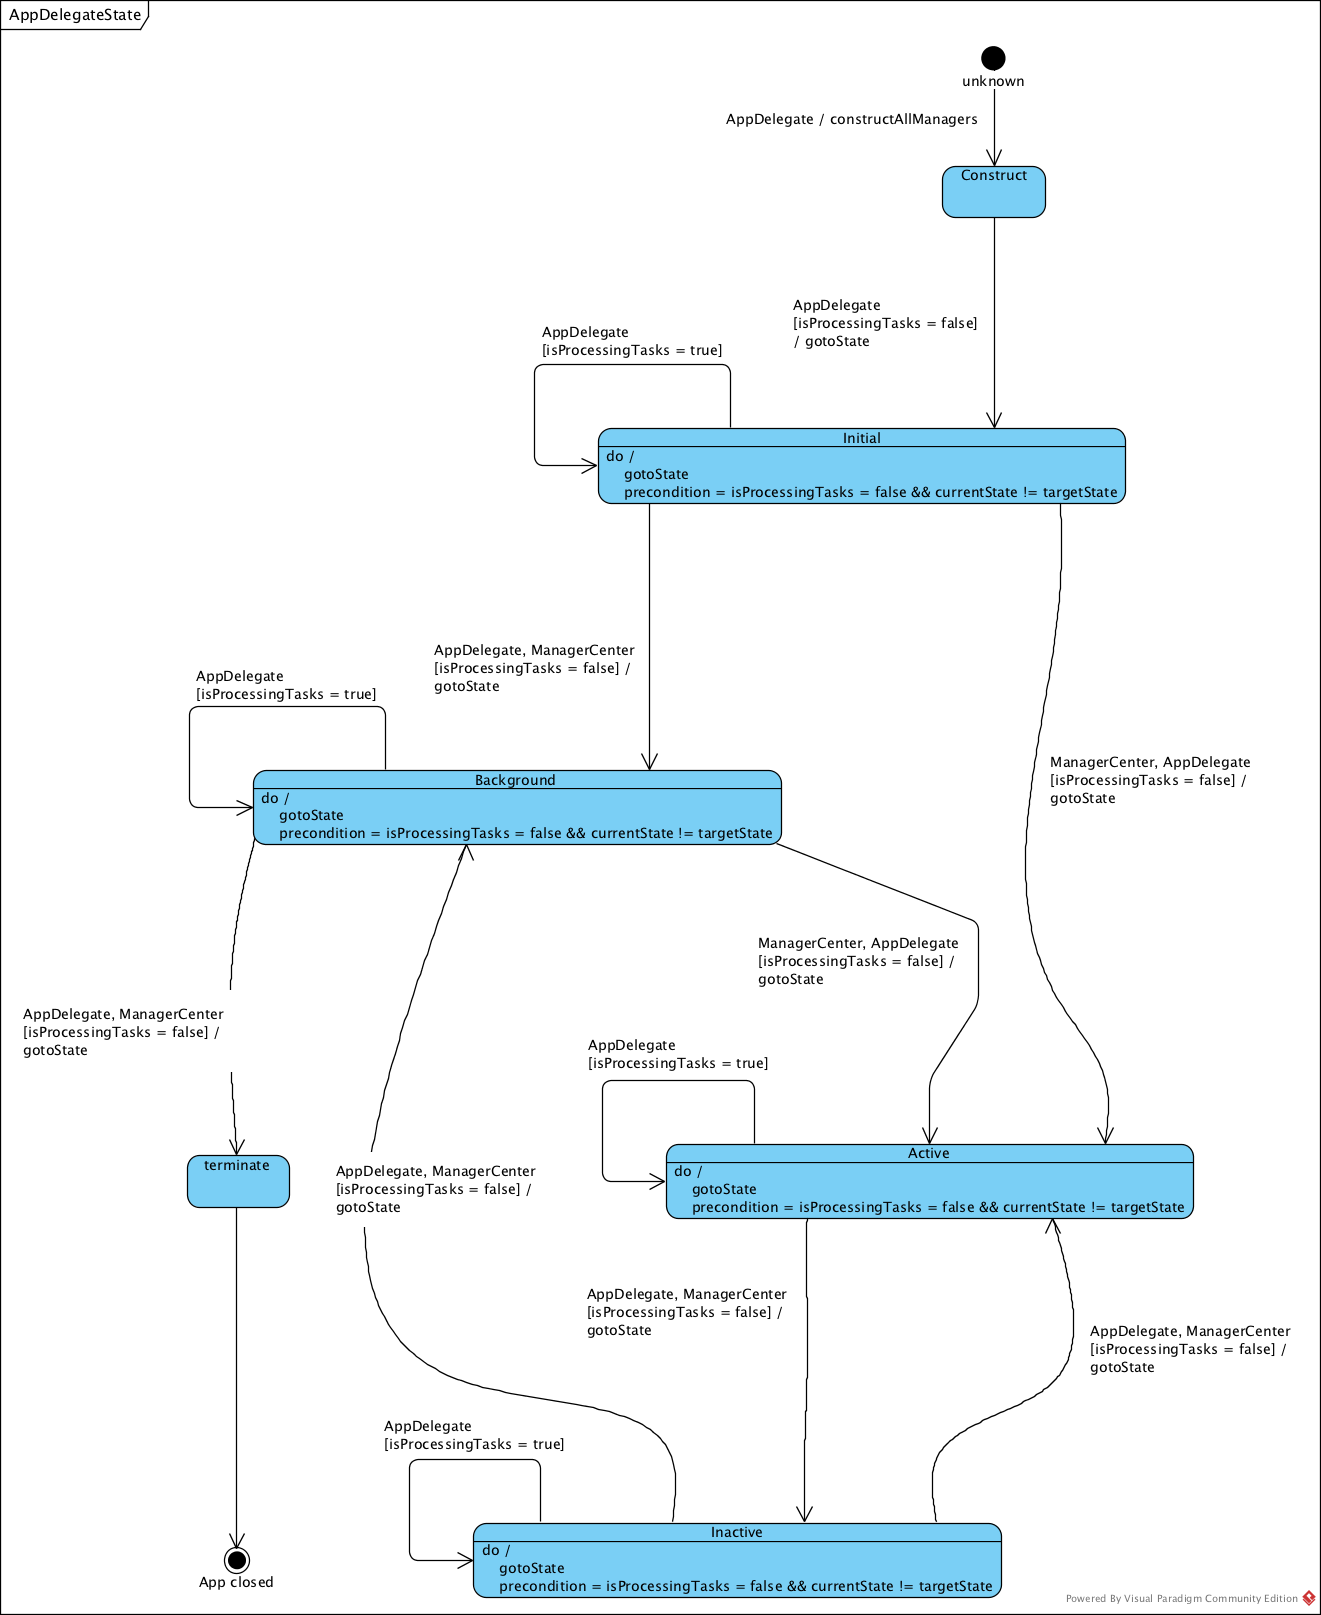 AppDelegateState
unknown
AppDelegate / constructAllManagers
Construct
AppDelegate
[isProcessingTasks = false]
/ gotoState
AppDelegate
[isProcessingTasks = true]
Initial
do /
gotoState
precondition = isProcessingTasks = false && currentState != targetState
AppDelegate, ManagerCenter
[isProcessingTasks = false] /
gotoState
AppDelegate
[isProcessingTasks = true]
ManagerCenter, AppDelegate
[isProcessingTasks = false] /
gotoState
Background
do /
gotoState
precondition = isProcessingTasks = false && currentState != targetState
ManagerCenter, AppDelegate
[isProcessingTasks = false] /
gotoState
AppDelegate, ManagerCenter
[isProcessingTasks = false] /
gotoState
AppDelegate
[isProcessingTasks = true]
Active
do /
gotoState
precondition = isProcessingTasks = false && currentState != targetState
terminate
AppDelegate, ManagerCenter
[isProcessingTasks = false] /
gotoState
AppDelegate, ManagerCenter
[isProcessingTasks = false] /
gotoState
AppDelegate, ManagerCenter
[isProcessingTasks = false] /
gotoState
AppDelegate
[isProcessingTasks = true]
Inactive
do /
gotoState
precondition = isProcessingTasks = false && currentState != targetState
App closed
Powered By Visual Paradigm Community Edition